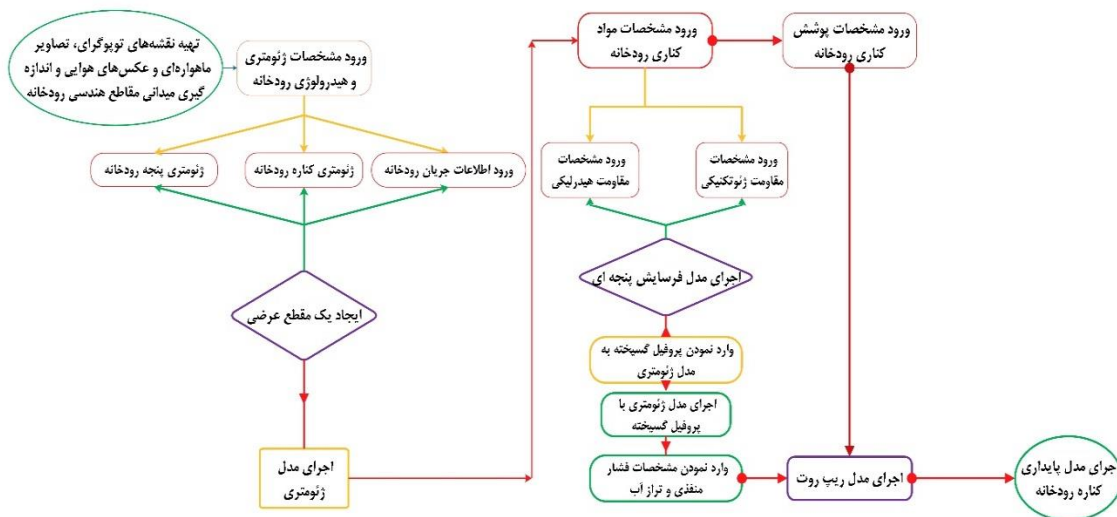 تهیه نقشه‌های توپوگرای، تصاویر
ماهواره‌ای و عکس‌های هوایی و اندازه
گیری میدانی مقاطع هندسی رودخانه
ورود مشخصات ژئومتری
و هیدرولوژی رودخانه
ژئومتری پنجه رودخانه
ژئومتری کناره رودخانه
ورود اطلاعات جریان رودخانه
ایجاد یک مقطع عرضی
اجرای مدل
ژئومتری
ورود مشخصات مواد
کناری رودخانه
ورود مشخصات پوشش
کناری رودخانه
ورود مشخصات
مقاومت هیدرلیکی
ورود مشخصات
مقاومت ژئوتکنیکی
اجرای مدل فرسایش پنجه ای
وارد نمودن پروفیل گسیخته به
مدل ژئومتری
اجرای مدل ژئومتری با
پروفیل گسیخته
وارد نمودن مشخصات فشار
منفذی و تراز آب
اجرای مدل ریپ روت
جرای مدل پایداری
کناره رودخانه